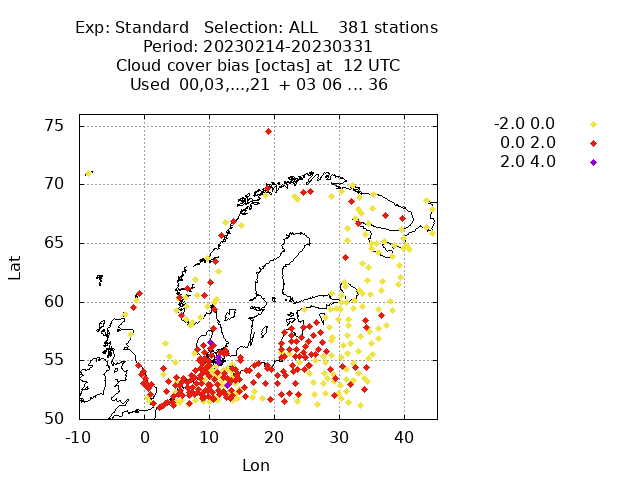 Exp: Standard   Selection: ALL    381 stations
Period: 20230214-20230331
Cloud cover bias [octas] at  12 UTC
Used  00,03,...,21  + 03 06 ... 36
-2.0 0.0
0.0 2.0
2.0 4.0
75
70
65
60
55
50
Lat
-10 0 10 20 30 40
Lon